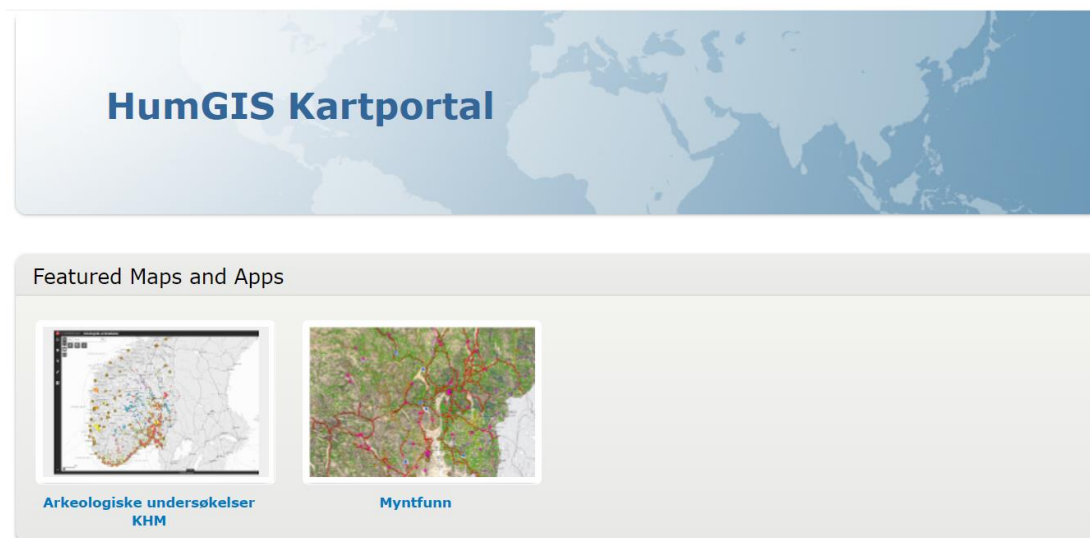 HumGIS Kartportal
Featured Maps and Apps
Arkeologiske undersøkelser
KHM
Myntfunn